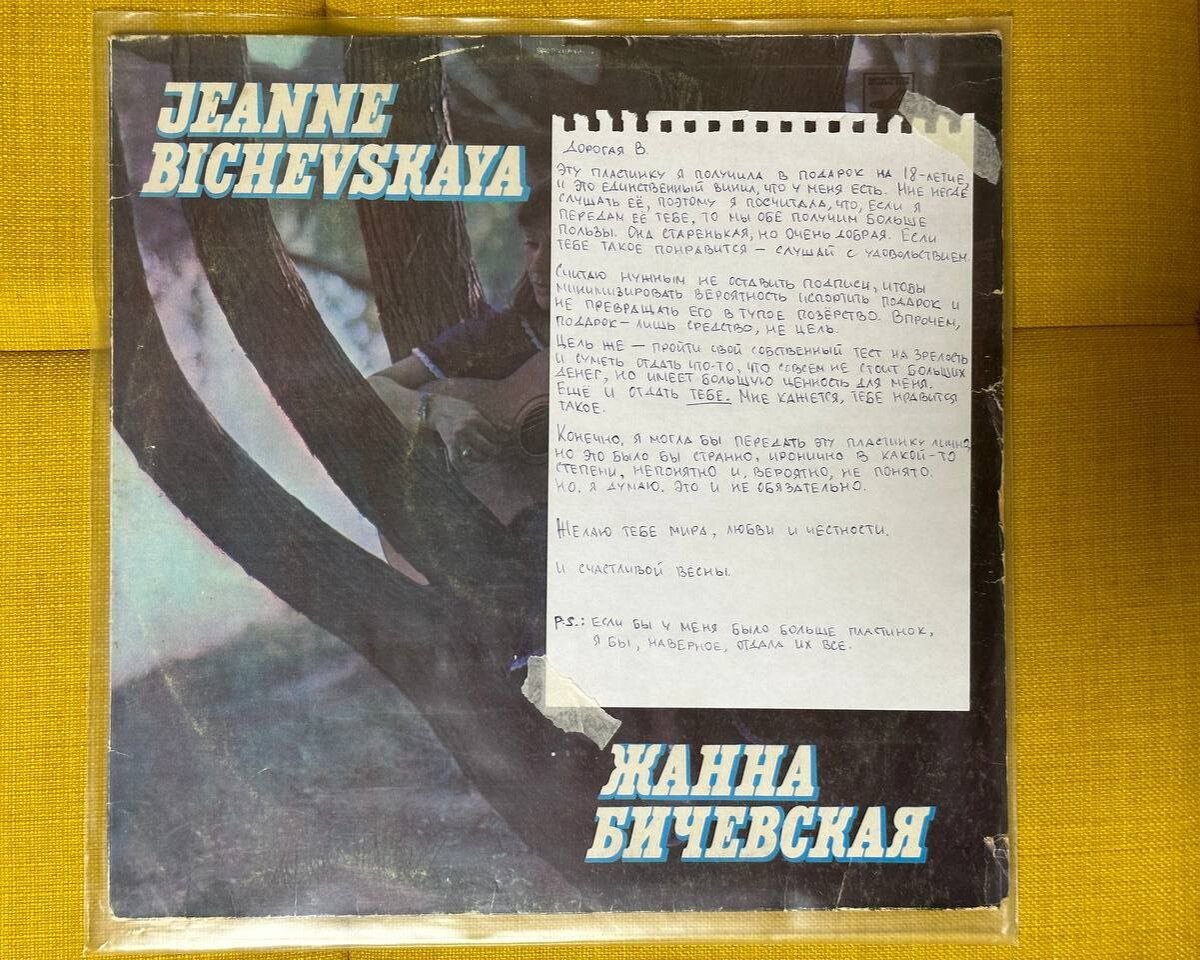 JEANNE
BICHEVSKAYA
Дорогая В.
Эту пластинку я получила в подарок на 18-летие
и это единственный винил, что у меня есть. Мне негде
слушать её, поэтому я посчитала, что, если я
передам её тебе, то мы обе получим больше
пользы. Она старенькая, но очень добрая. Если
тебе такое понравится — слушай с удовольствием.
Считаю нужным не оставить подписи, чтобы
минимизировать вероятность испортить подарок и
не превращать его в тупое позёрство. Впрочем,
подарок — лишь средство, не цель.
Цель же — пройти свой собственный тест на зрелость
и суметь отдать что-то, что совсем не стоит больших
денег, но имеет большую ценность для меня.
Ещё и отдать тебе. Мне кажется, тебе нравится
такое.
Конечно, я могла бы передать эту пластинку лично,
но это было бы странно, иронично в какой-то
степени, непонятно и, вероятно, не понято.
Но, я думаю, это и не обязательно.
Желаю тебе мира, любви и честности.
И счастливой весны.
P.S.: Если бы у меня было больше пластинок,
я бы, наверное, отдала их все.
ЖАННА
БИЧЕВСКАЯ